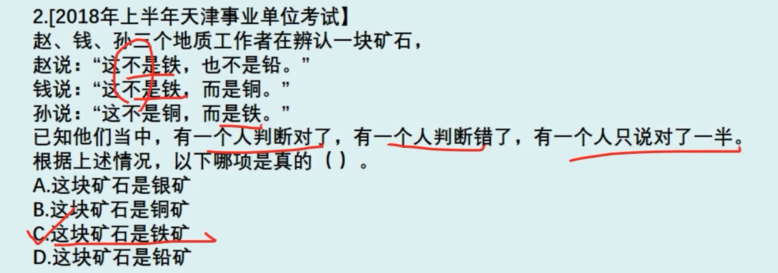 2.[2018年上半年天津事业单位考试】
赵、钱、孙三个地质工作者在辨认一块矿石，
赵说：“这不是铁，也不是铅。”
钱说：“这不是铁，而是铜。”
孙说：“这不是铜，而是铁。”
已知他们当中，有一个人判断对了，有一个人判断错了，有一个人只说对了一半。
根据上述情况，以下哪项是真的（ ）。
A.这块矿石是银矿
B.这块矿石是铜矿
C.这块矿石是铁矿
D.这块矿石是铅矿